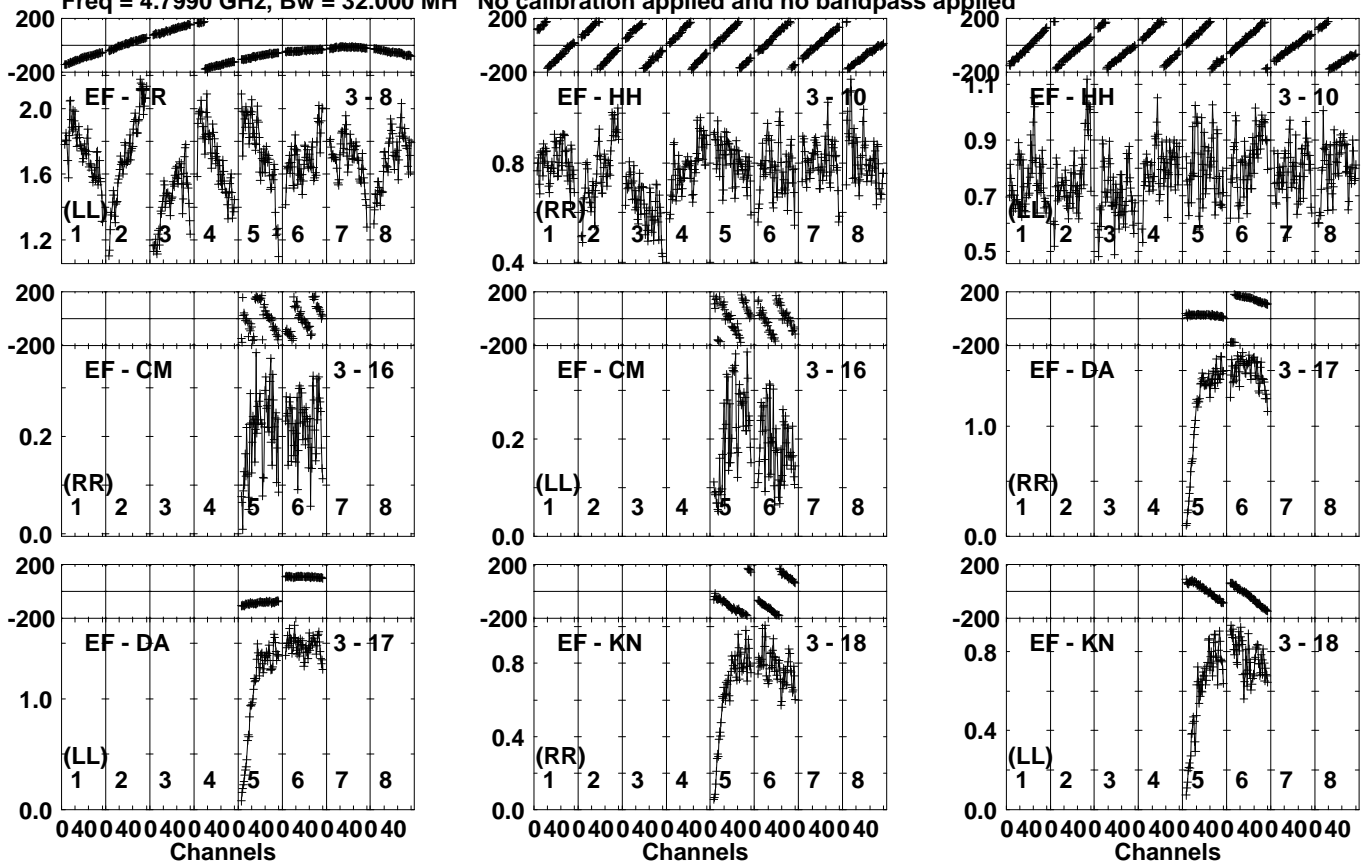 Freq = 4.7990 GHz, Bw = 32.000 MH No calibration applied and no bandpass applied
200 200 200
-200 -200 -200
EF - TR 3 - 8 EF - HH 3 - 10 EF - HH 3 - 10
2.0 1.1
1.6 0.8 0.9
1.2 0.7
0.4 0.5
(LL) (RR) (LL)
1 2 3 4 5 6 7 8 1 2 3 4 5 6 7 8 1 2 3 4 5 6 7 8
200 200 200
-200 -200 -200
EF - CM 3 - 16 EF - CM 3 - 16 EF - DA 3 - 17
0.2 0.2 1.0
(RR) (LL) (RR)
1 2 3 4 5 6 7 8 1 2 3 4 5 6 7 8 1 2 3 4 5 6 7 8
0.0 0.0 0.0
200 200 200
-200 -200 -200
EF - DA 3 - 17 EF - KN 3 - 18 EF - KN 3 - 18
1.0 0.8 0.8
0.4 0.4
(LL) (RR) (LL)
1 2 3 4 5 6 7 8 1 2 3 4 5 6 7 8 1 2 3 4 5 6 7 8
0.0 0.0 0.0
0 40 0 40 0 40 0 40 0 40 0 40 0 40 0 40 0 40 0 40 0 40 0 40 0 40 0 40 0 40 0 40 0 40 0 40 0 40 0 40 0 40 0 40 0 40 0 40
Channels Channels Channels